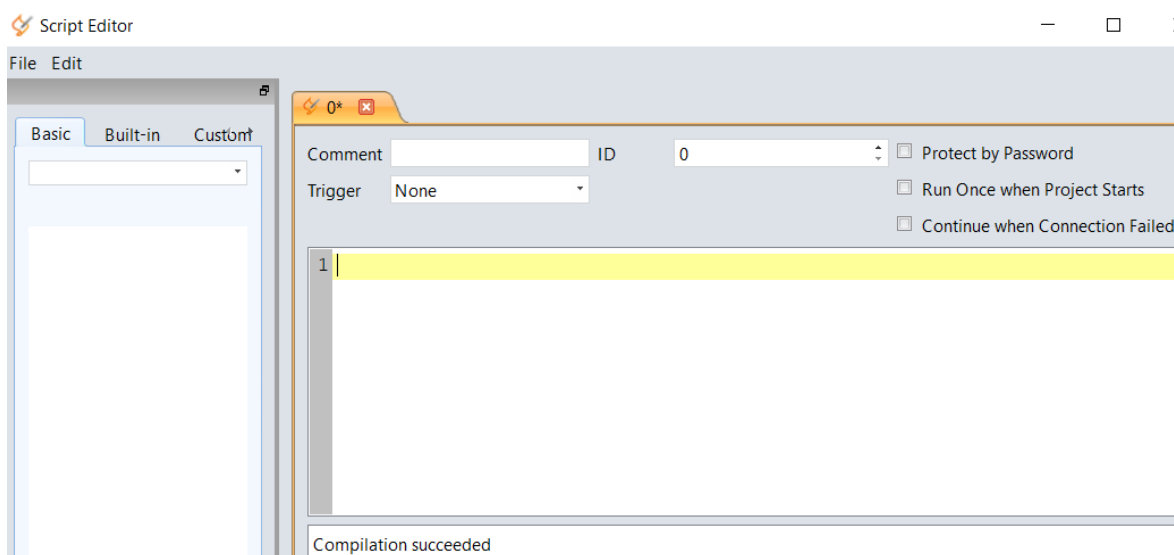 Script Editor
File Edit
Basic Built-in Custom
0*
Comment ID 0 Protect by Password
Trigger None Run Once when Project Starts
Continue when Connection Failed
1
Compilation succeeded